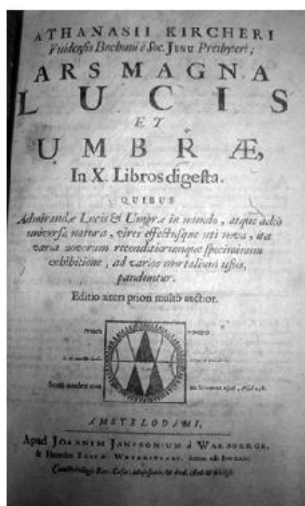 ATHANASII KIRCHERI
Fuldensis Buchonii è Soc. JESU Presbyteri;
ARS MAGNA
LUCIS
ET
UMBRÆ,
In X. Libros digesta.
QUIBUS
Admirandæ Lucis & Umbræ in mundo, atque adeò
universa natura, vires effectusque uti nova, ita
varia novorum reconditiorumque speciminum
exhibitione, ad varios mortalium usus,
panduntur.
Editio altera priori multò auctior.
AMSTELODAMI,
Apud JOANNEM JANSSONIUM à WAESBERGE,